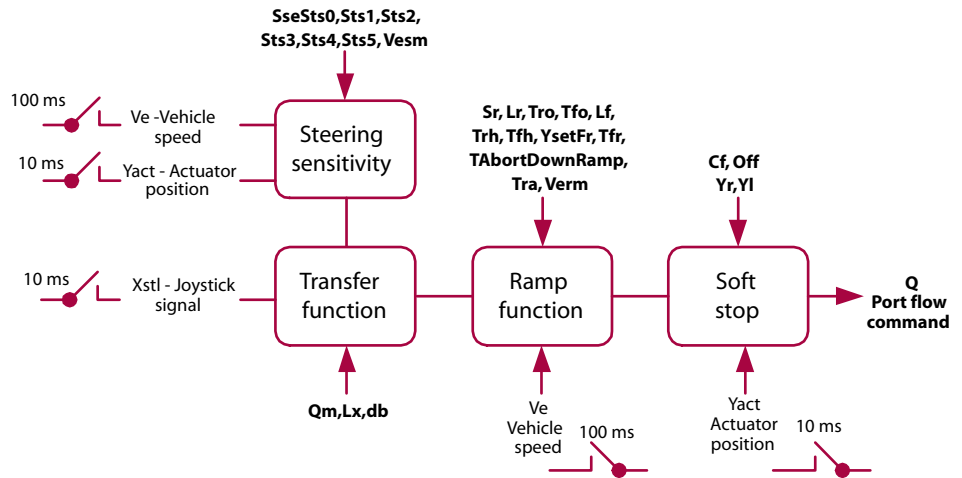 SseSts0,Sts1,Sts2,
Sts3,Sts4,Sts5, Vesm
100 ms
Ve -Vehicle
speed
10 ms
Yact - Actuator
position
Steering
sensitivity
Sr, Lr, Tro, Tfo, Lf,
Trh, Tfh, YsetFr, Tfr,
TAbortDownRamp,
Tra, Verm
Cf, Off
Yr,Yl
10 ms
Xstl - Joystick
signal
Transfer
function
Ramp
function
Soft
stop
Q
Port flow
command
Qm,Lx,db
Ve
Vehicle
speed
100 ms
Yact
Actuator
position
10 ms